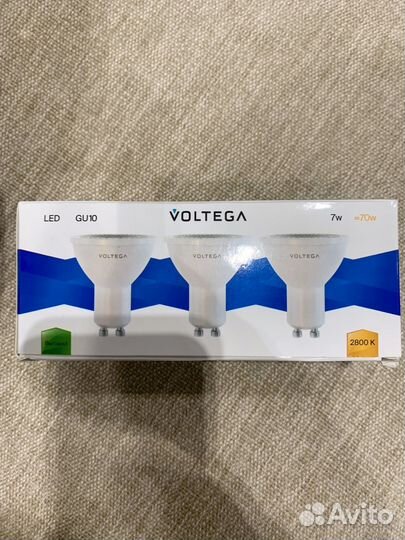 LED GU10 VOLTEGA 7w ≈70w
VOLTEGA VOLTEGA VOLTEGA
2800 K
Avito